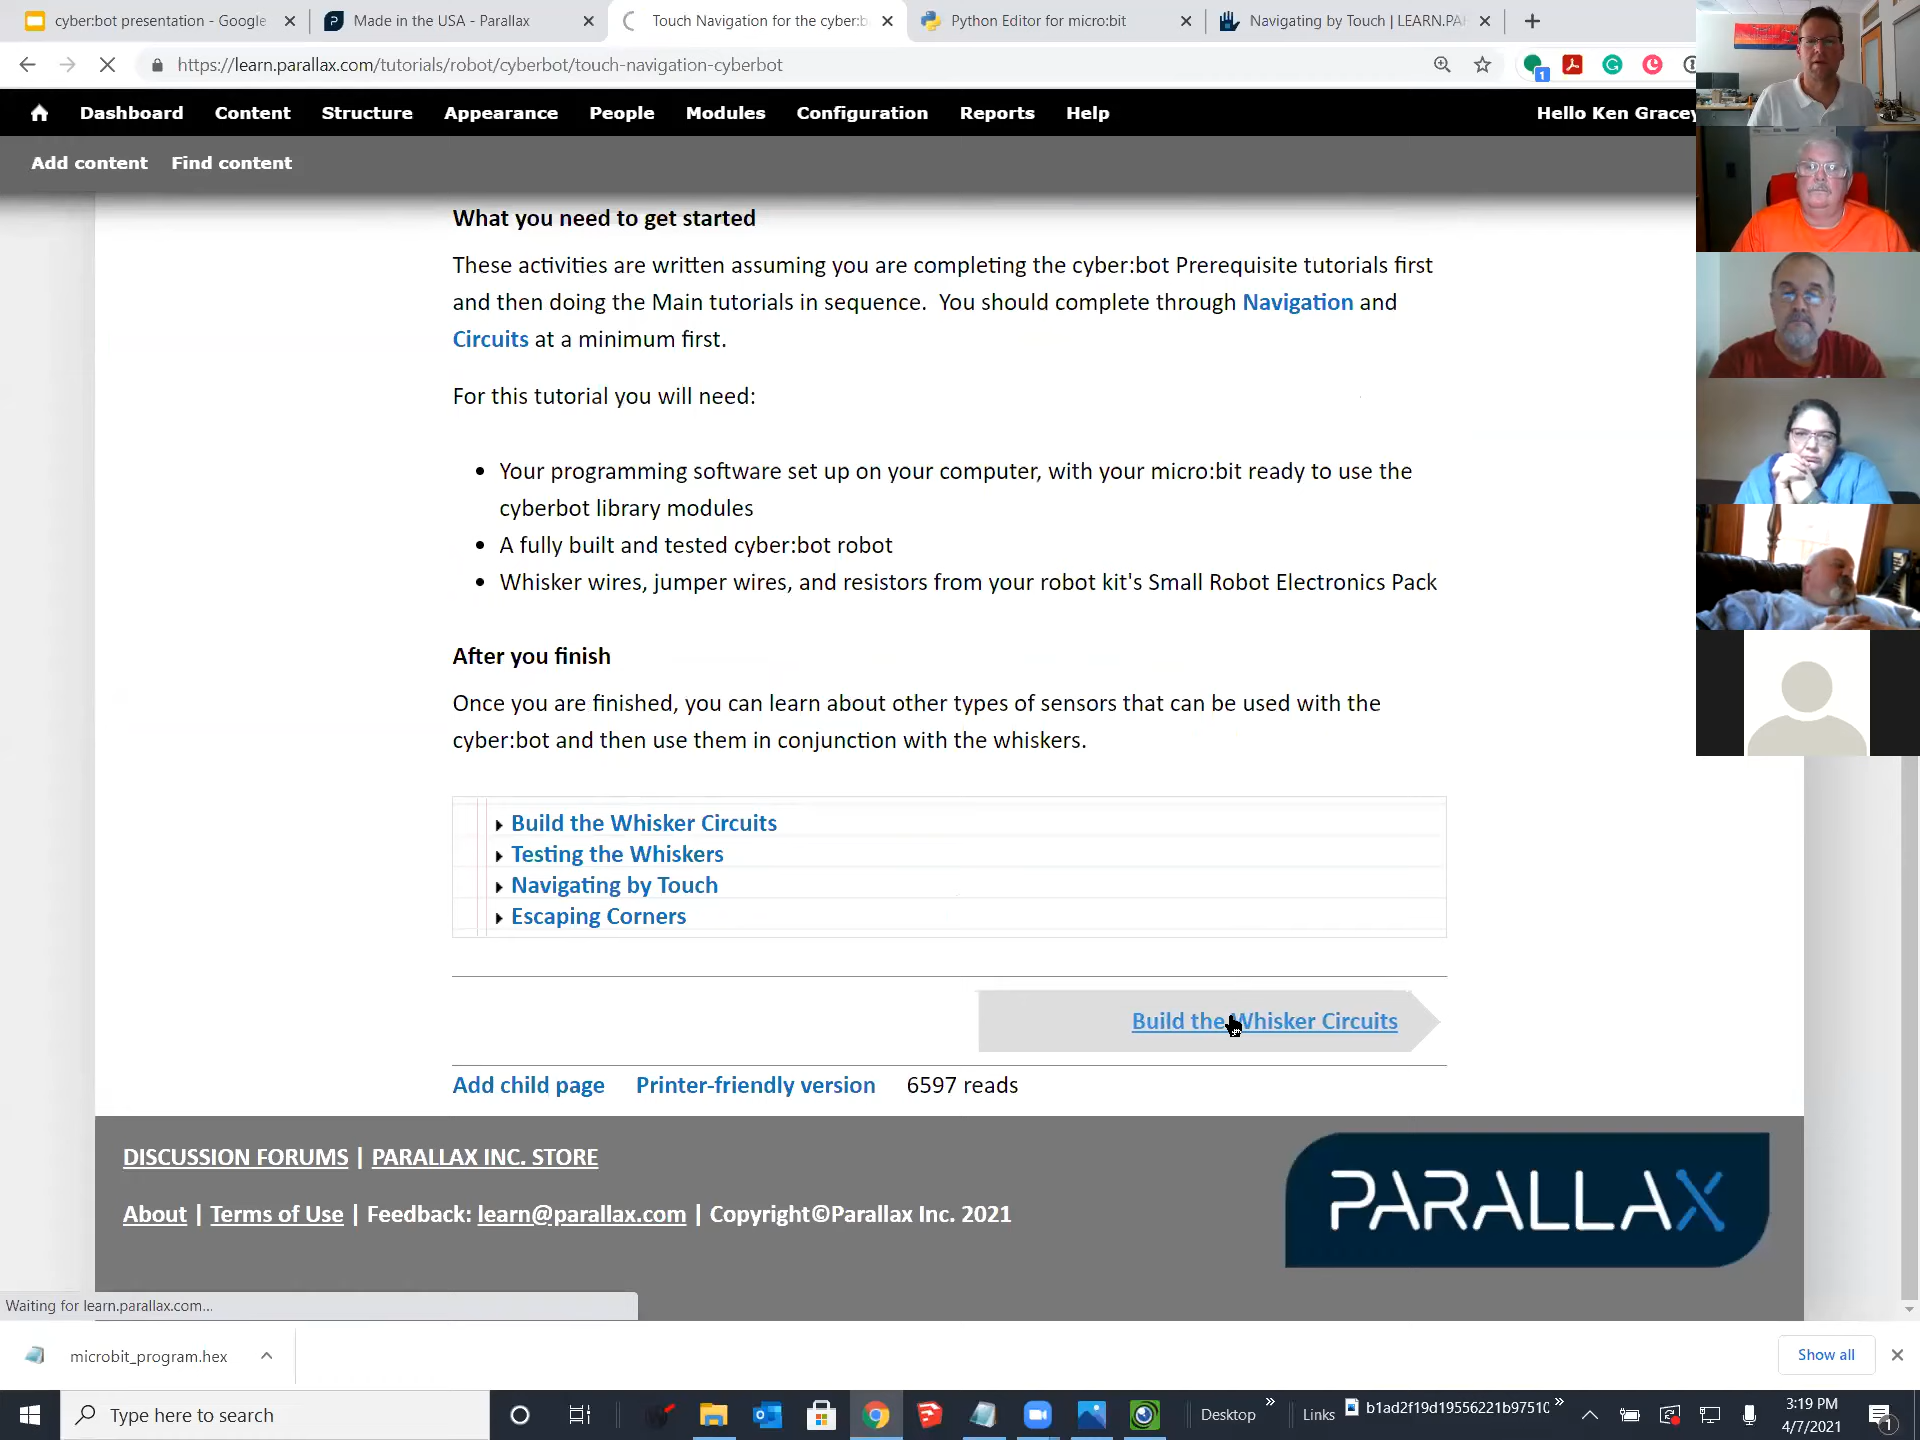 cyber:bot presentation - Google
Made in the USA - Parallax
Touch Navigation for the cyber:b
Python Editor for micro:bit
Navigating by Touch | LEARN.PA
https://learn.parallax.com/tutorials/robot/cyberbot/touch-navigation-cyberbot
1
Dashboard Content Structure Appearance People Modules Configuration Reports Help
Hello Ken Gracey
Add content Find content
What you need to get started
These activities are written assuming you are completing the cyber:bot Prerequisite tutorials first
and then doing the Main tutorials in sequence. You should complete through Navigation and
Circuits at a minimum first.
For this tutorial you will need:
Your programming software set up on your computer, with your micro:bit ready to use the
cyberbot library modules
A fully built and tested cyber:bot robot
Whisker wires, jumper wires, and resistors from your robot kit's Small Robot Electronics Pack
After you finish
Once you are finished, you can learn about other types of sensors that can be used with the
cyber:bot and then use them in conjunction with the whiskers.
Build the Whisker Circuits
Testing the Whiskers
Navigating by Touch
Escaping Corners
Build the Whisker Circuits
Add child page Printer-friendly version 6597 reads
DISCUSSION FORUMS | PARALLAX INC. STORE
About | Terms of Use | Feedback: learn@parallax.com | Copyright©Parallax Inc. 2021
PARALLAX
Waiting for learn.parallax.com...
microbit_program.hex
Show all
Type here to search
Desktop
Links
b1ad2f19d19556221b9751(
3:19 PM
4/7/2021
1